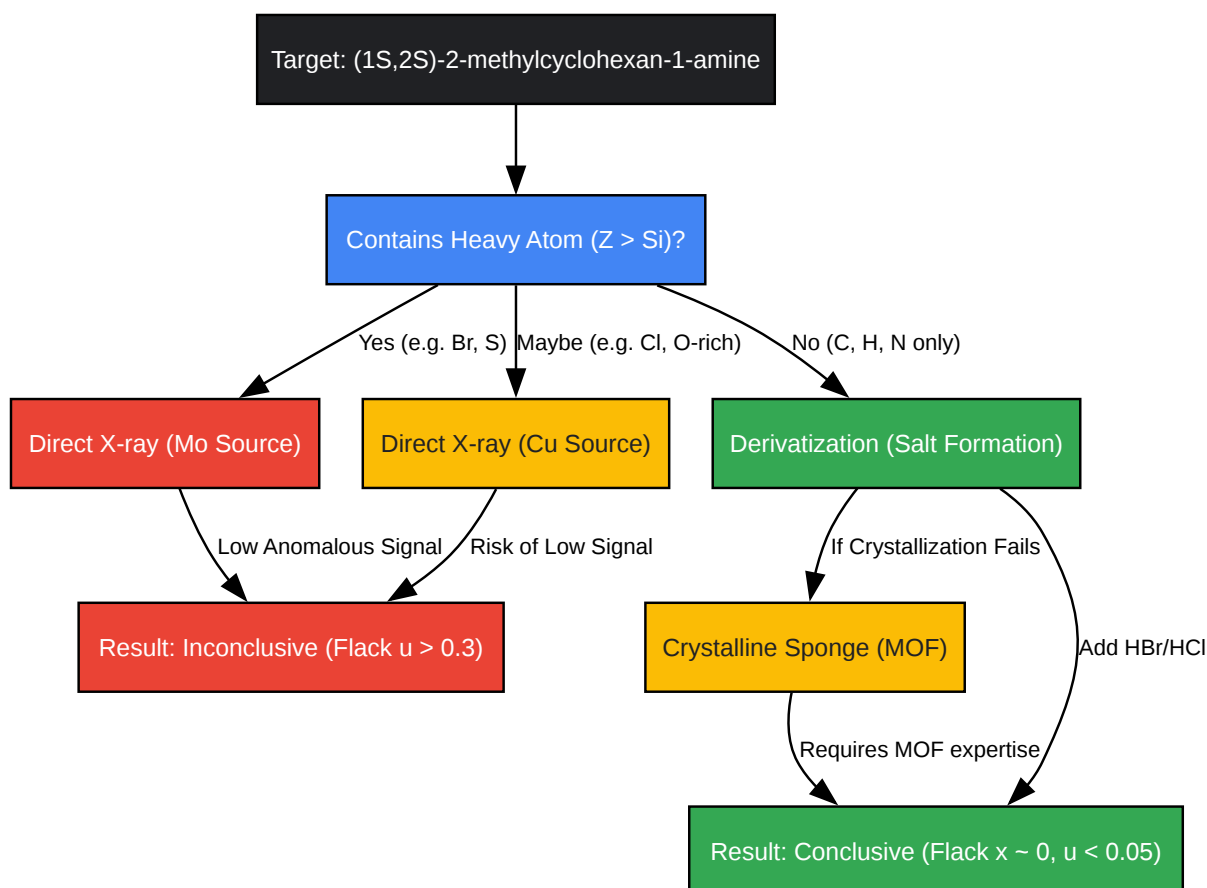 Target: (1S,2S)-2-methylcyclohexan-1-amine
Contains Heavy Atom (Z > Si)?
Yes (e.g. Br, S)
Maybe (e.g. Cl, O-rich)
No (C, H, N only)
Direct X-ray (Mo Source)
Direct X-ray (Cu Source)
Derivatization (Salt Formation)
Low Anomalous Signal
Risk of Low Signal
If Crystallization Fails
Result: Inconclusive (Flack u > 0.3)
Crystalline Sponge (MOF)
Add HBr/HCl
Requires MOF expertise
Result: Conclusive (Flack x ~ 0, u < 0.05)